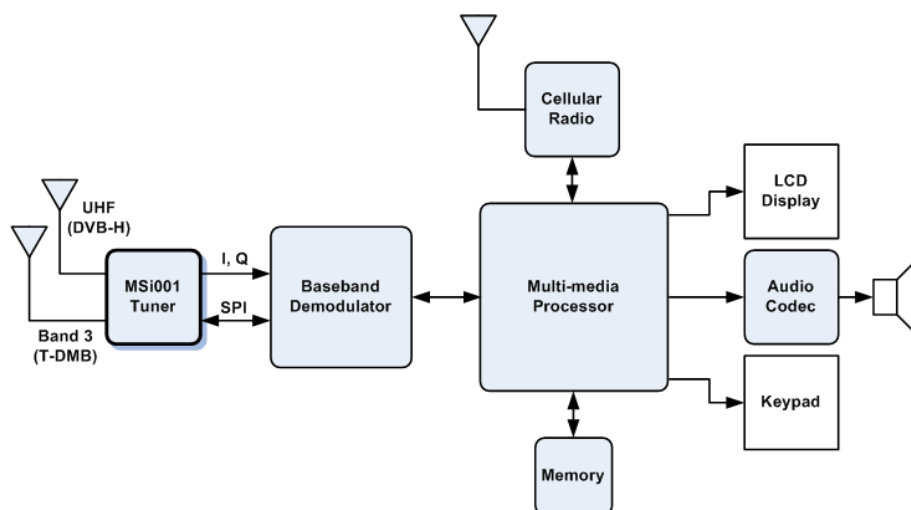 Cellular
Radio
LCD
Display
UHF
(DVB-H)
MSi001
Tuner
I, Q
SPI
Band 3
(T-DMB)
Baseband
Demodulator
Multi-media
Processor
Audio
Codec
Keypad
Memory